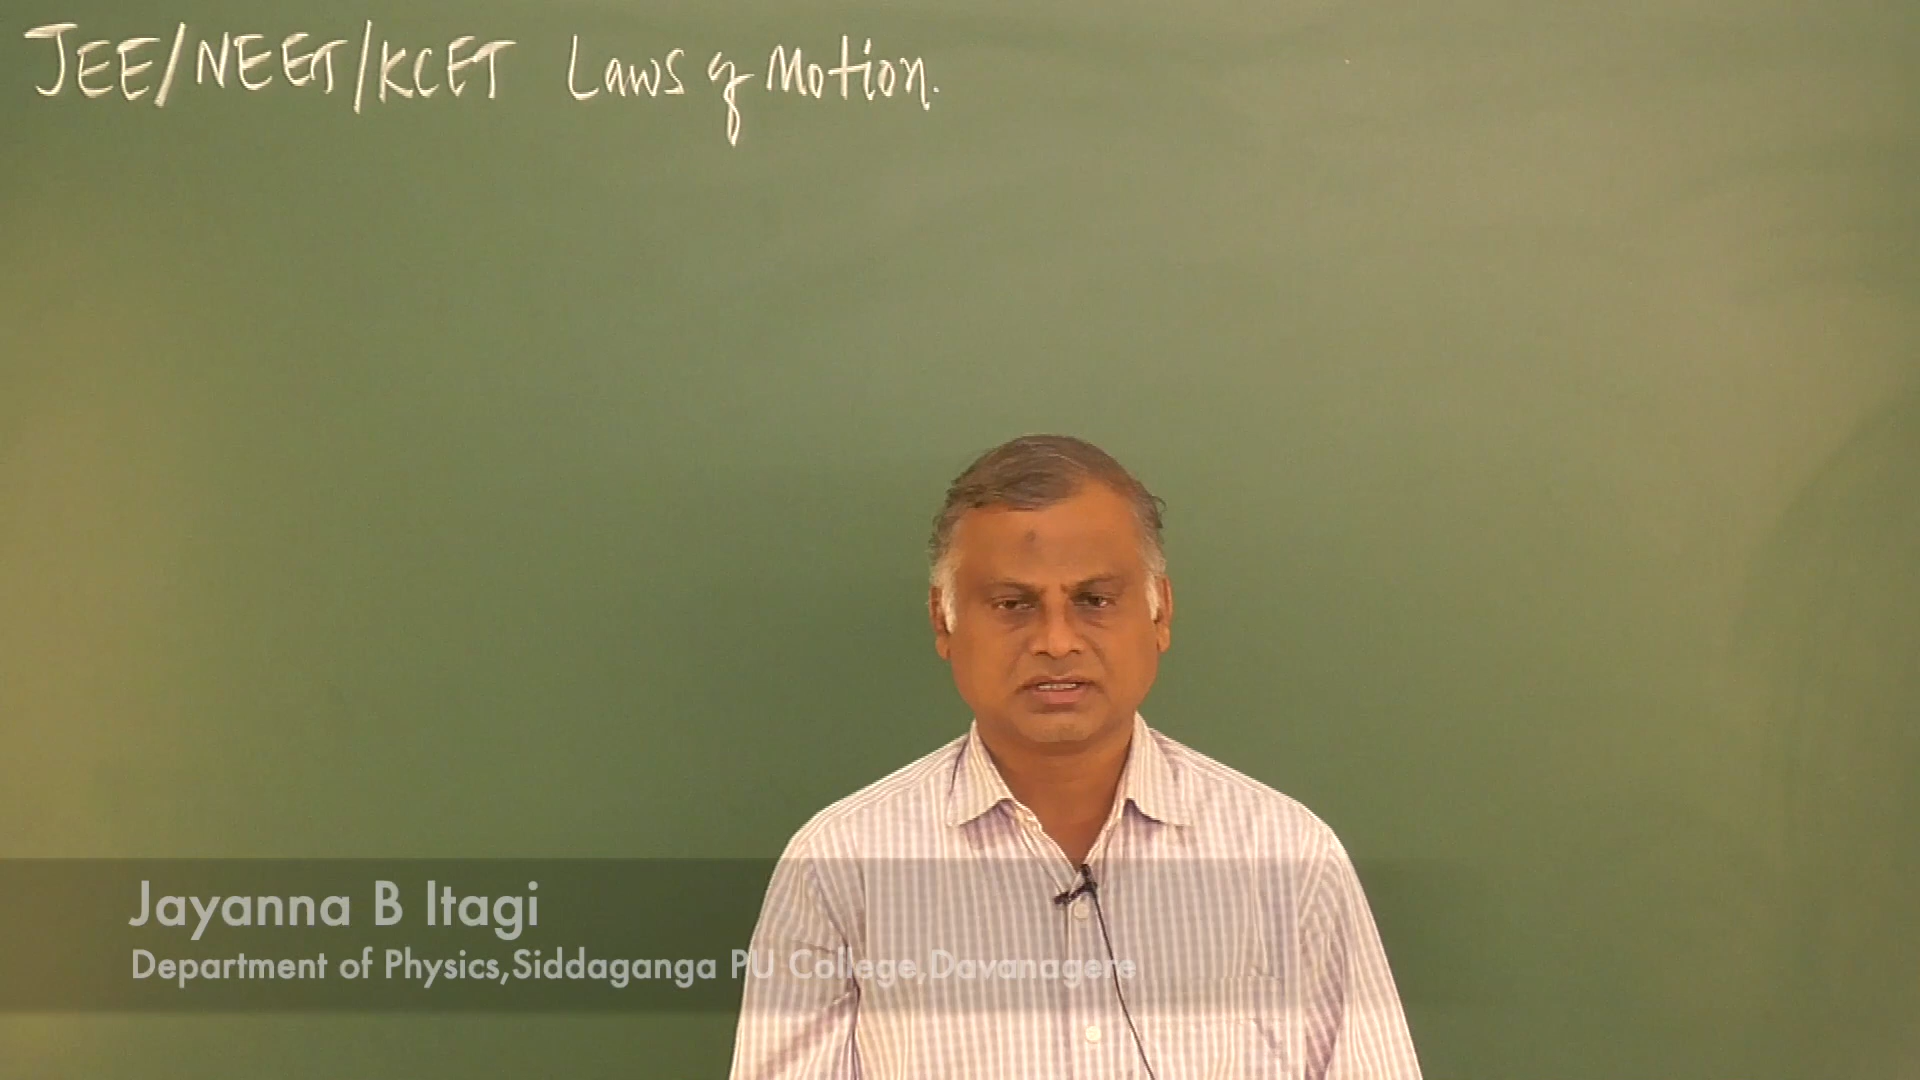 JEE/NEET/KCET Laws of Motion.
Jayanna B Itagi
Department of Physics,Siddaganga PU College,Davanagere